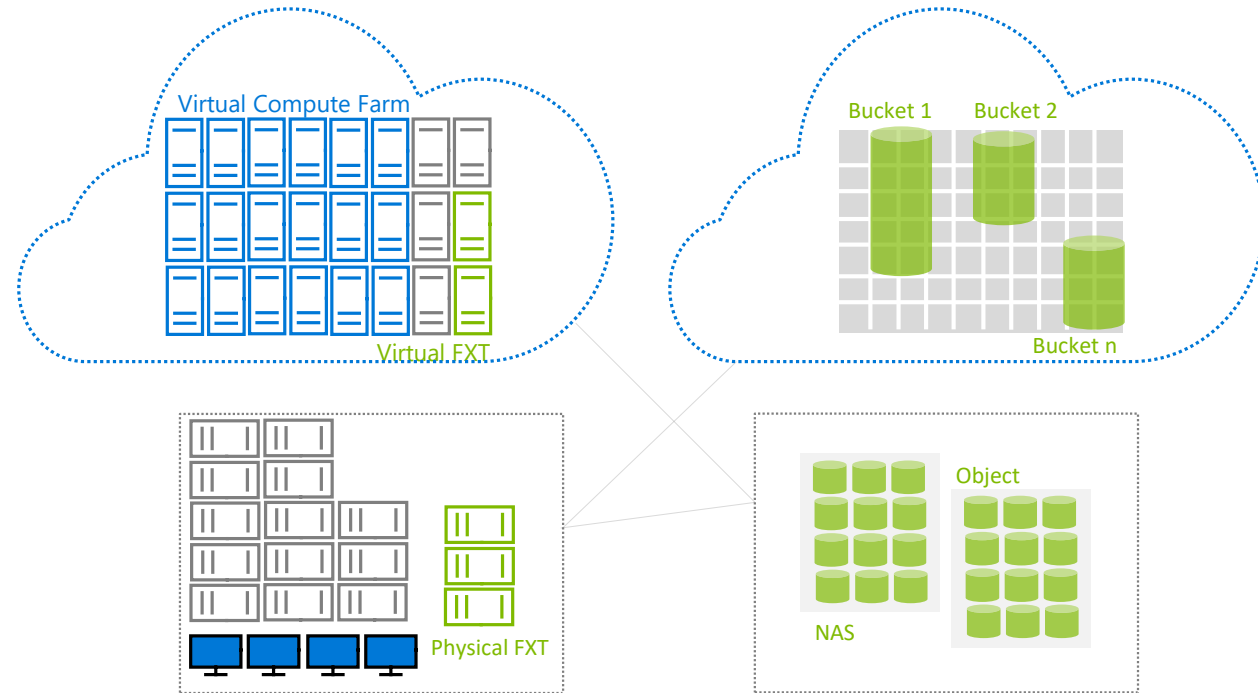 Virtual Compute Farm
Virtual FXT
Bucket 1
Bucket 2
Bucket n
Physical FXT
Object
NAS